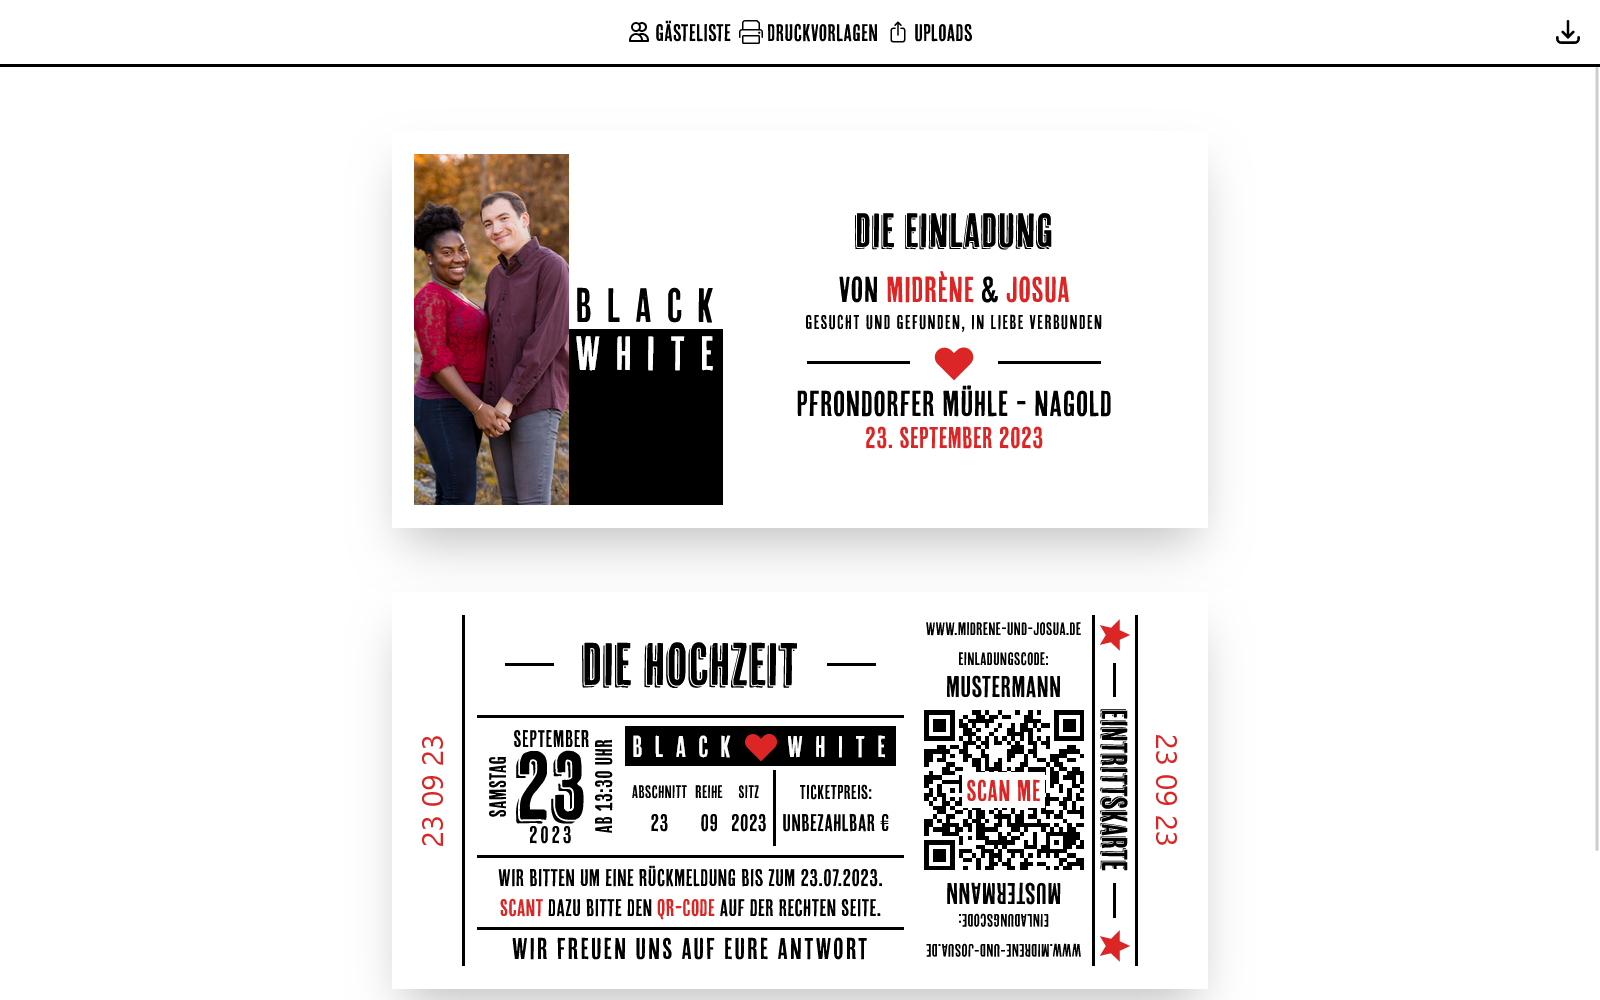 GÄSTELISTE DRUCKVORLAGEN UPLOADS
BLACK
WHITE
DIE EINLADUNG
VON MIDRÈNE & JOSUA
GESUCHT UND GEFUNDEN, IN LIEBE VERBUNDEN
PFRONDORFER MÜHLE - NAGOLD
23. SEPTEMBER 2023
23 09 23
DIE HOCHZEIT
SAMSTAG
SEPTEMBER
23
2023
AB 13:30 UHR
BLACK WHITE
ABSCHNITT REIHE SITZ
23 09 2023
TICKETPREIS:
UNBEZAHLBAR €
WIR BITTEN UM EINE RÜCKMELDUNG BIS ZUM 23.07.2023.
SCANT DAZU BITTE DEN QR-CODE AUF DER RECHTEN SEITE.
WIR FREUEN UNS AUF EURE ANTWORT
WWW.MIDRENE-UND-JOSUA.DE
EINLADUNGSCODE:
MUSTERMANN
SCAN ME
MUSTERMANN
EINLADUNGSCODE:
WWW.MIDRENE-UND-JOSUA.DE
EINTRITTSKARTE
23 09 23